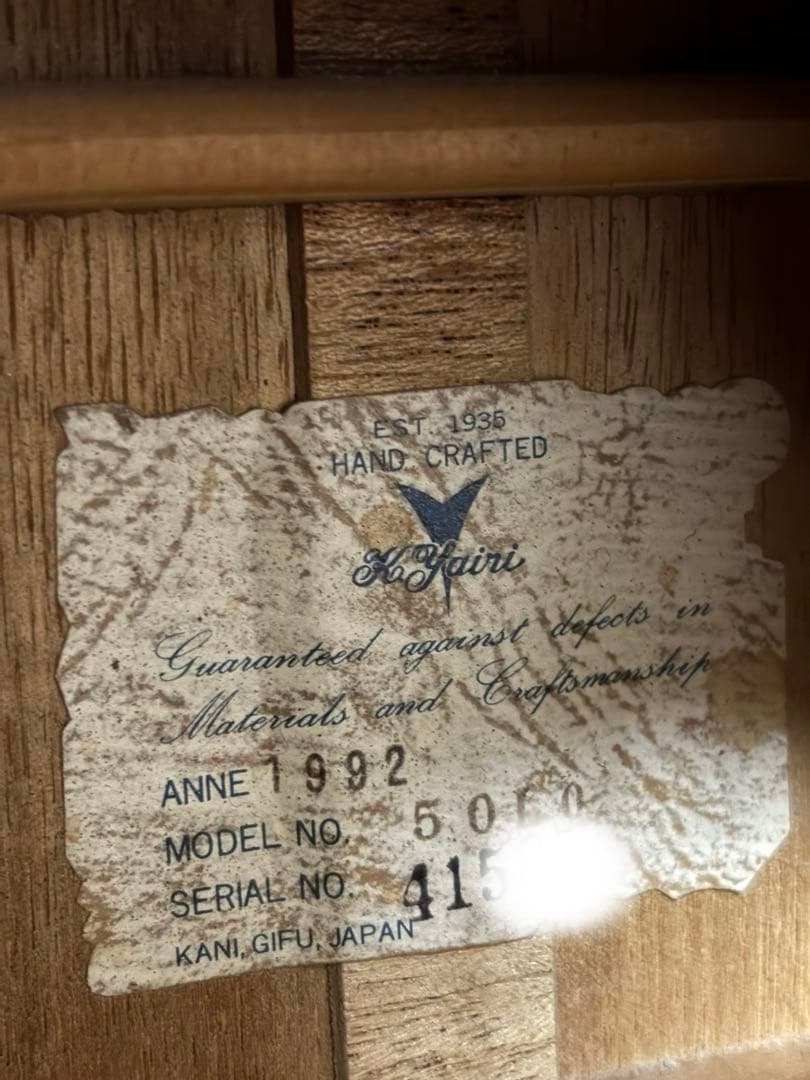 EST. 1935
HAND CRAFTED
K.Yairi
Guaranteed against defects in
Materials and Craftsmanship
ANNE 1992
MODEL NO.
SERIAL NO.
KANI, GIFU, JAPAN